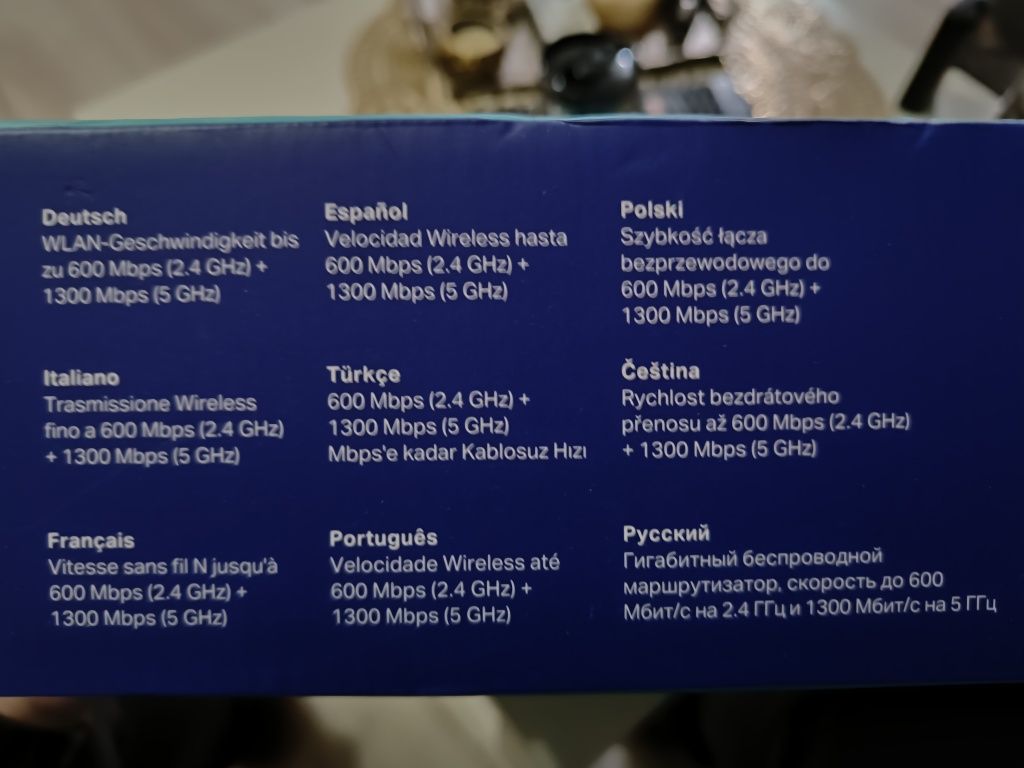 Deutsch
WLAN-Geschwindigkeit bis
zu 600 Mbps (2.4 GHz) +
1300 Mbps (5 GHz)
Español
Velocidad Wireless hasta
600 Mbps (2.4 GHz) +
1300 Mbps (5 GHz)
Polski
Szybkość łącza
bezprzewodowego do
600 Mbps (2.4 GHz) +
1300 Mbps (5 GHz)
Italiano
Trasmissione Wireless
fino a 600 Mbps (2.4 GHz)
+ 1300 Mbps (5 GHz)
Türkçe
600 Mbps (2.4 GHz) +
1300 Mbps (5 GHz)
Mbps'e kadar Kablosuz Hızı
Čeština
Rychlost bezdrátového
přenosu až 600 Mbps (2.4 GHz)
+ 1300 Mbps (5 GHz)
Français
Vitesse sans fil N jusqu'à
600 Mbps (2.4 GHz) +
1300 Mbps (5 GHz)
Português
Velocidade Wireless até
600 Mbps (2.4 GHz) +
1300 Mbps (5 GHz)
Русский
Гигабитный беспроводной
маршрутизатор, скорость до 600
Мбит/с на 2.4 ГГц и 1300 Мбит/с на 5 ГГц